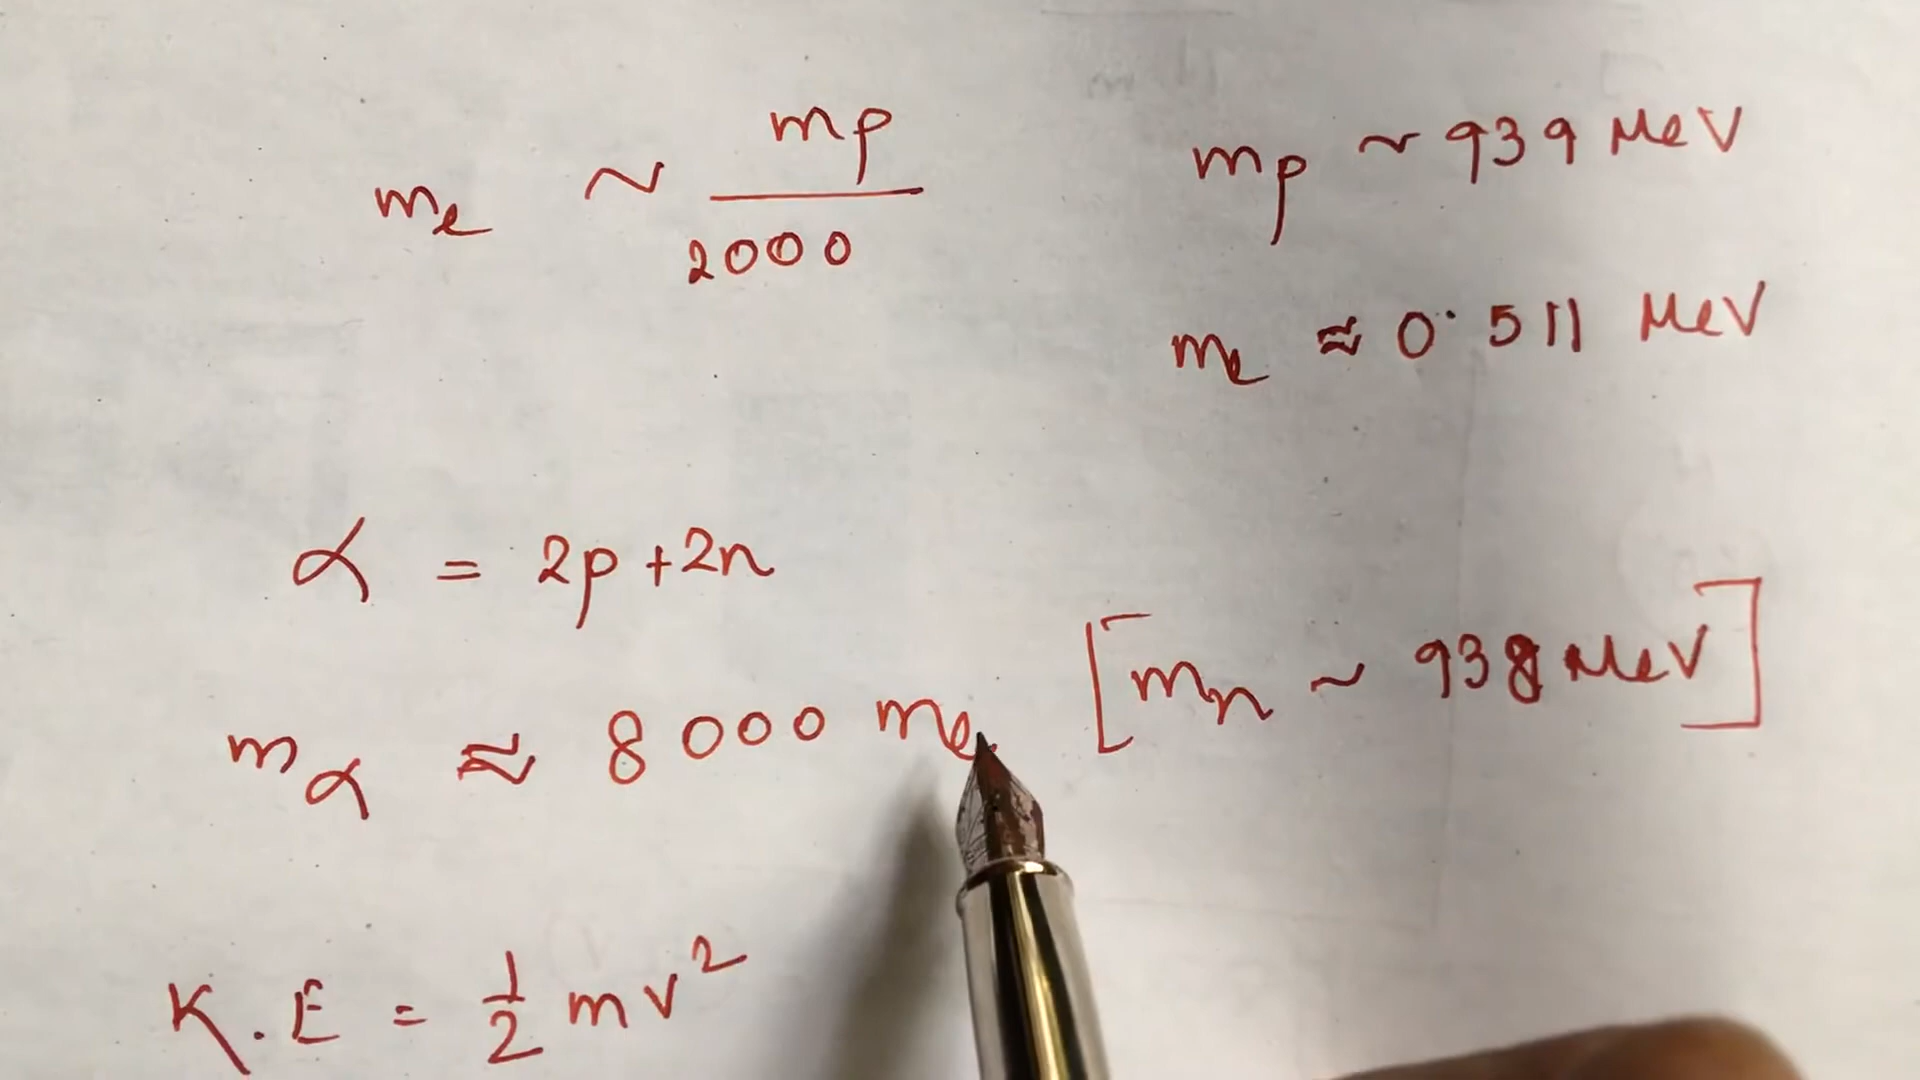 me ~ mp / 2000
mp ~ 939 MeV
me ≈ 0.511 MeV
α = 2p + 2n
mα ≈ 8000 me
[mn ~ 938 MeV]
K.E = 1/2 mv²